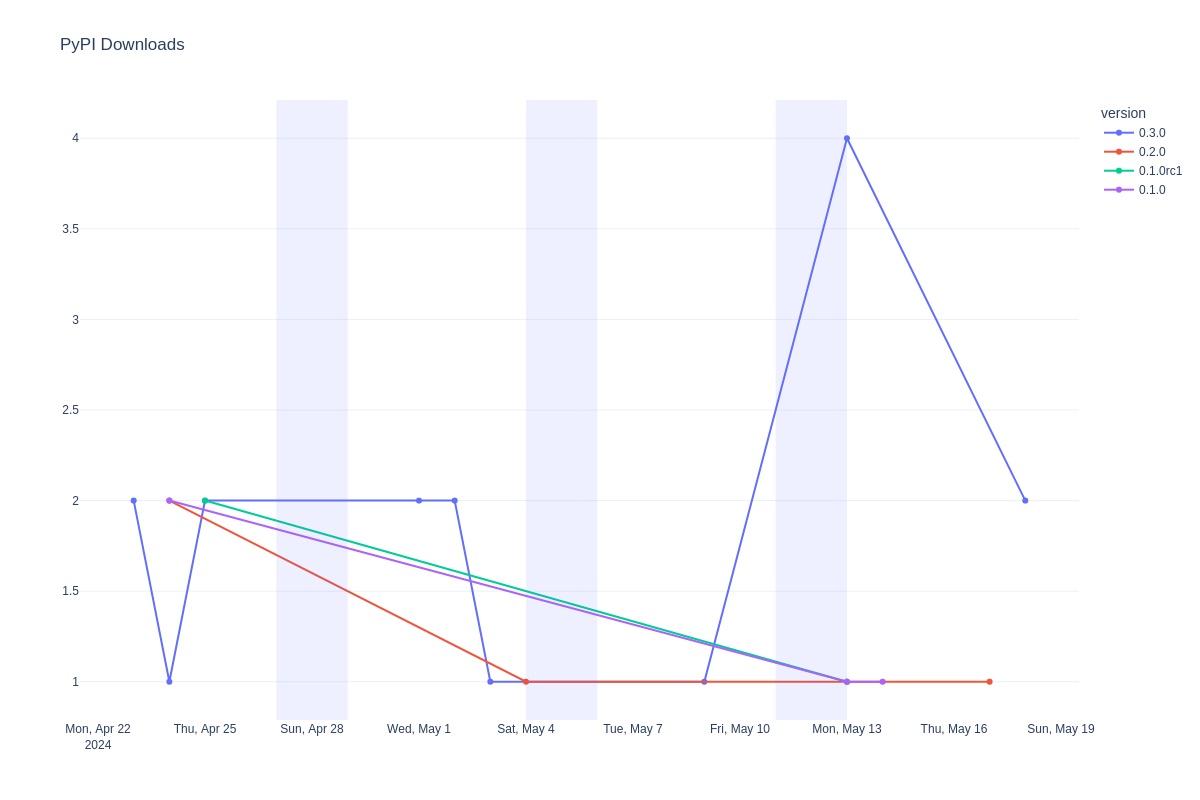 PyPI Downloads
version
0.3.0
0.2.0
0.1.0rc1
0.1.0
4
3.5
3
2.5
2
1.5
1
Mon, Apr 22
2024
Thu, Apr 25
Sun, Apr 28
Wed, May 1
Sat, May 4
Tue, May 7
Fri, May 10
Mon, May 13
Thu, May 16
Sun, May 19